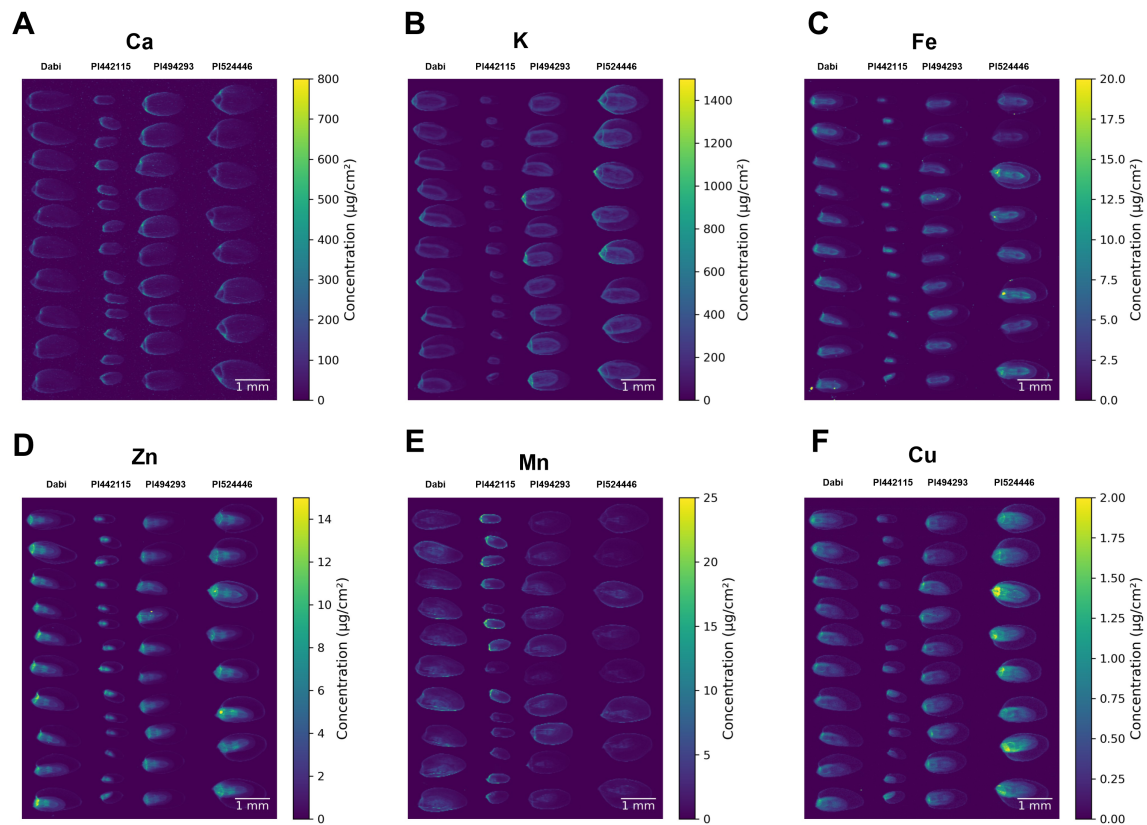 A
Ca
Dabi PI442115 PI494293 PI524446
800
700
600
500
400
300
200
100
0
Concentration (µg/cm²)
1 mm
B
K
Dabi PI442115 PI494293 PI524446
1400
1200
1000
800
600
400
200
0
Concentration (µg/cm²)
1 mm
C
Fe
Dabi PI442115 PI494293 PI524446
20.0
17.5
15.0
12.5
10.0
7.5
5.0
2.5
0.0
Concentration (µg/cm²)
1 mm
D
Zn
Dabi PI442115 PI494293 PI524446
14
12
10
8
6
4
2
0
Concentration (µg/cm²)
1 mm
E
Mn
Dabi PI442115 PI494293 PI524446
25
20
15
10
5
0
Concentration (µg/cm²)
1 mm
F
Cu
Dabi PI442115 PI494293 PI524446
2.00
1.75
1.50
1.25
1.00
0.75
0.50
0.25
0.00
Concentration (µg/cm²)
1 mm